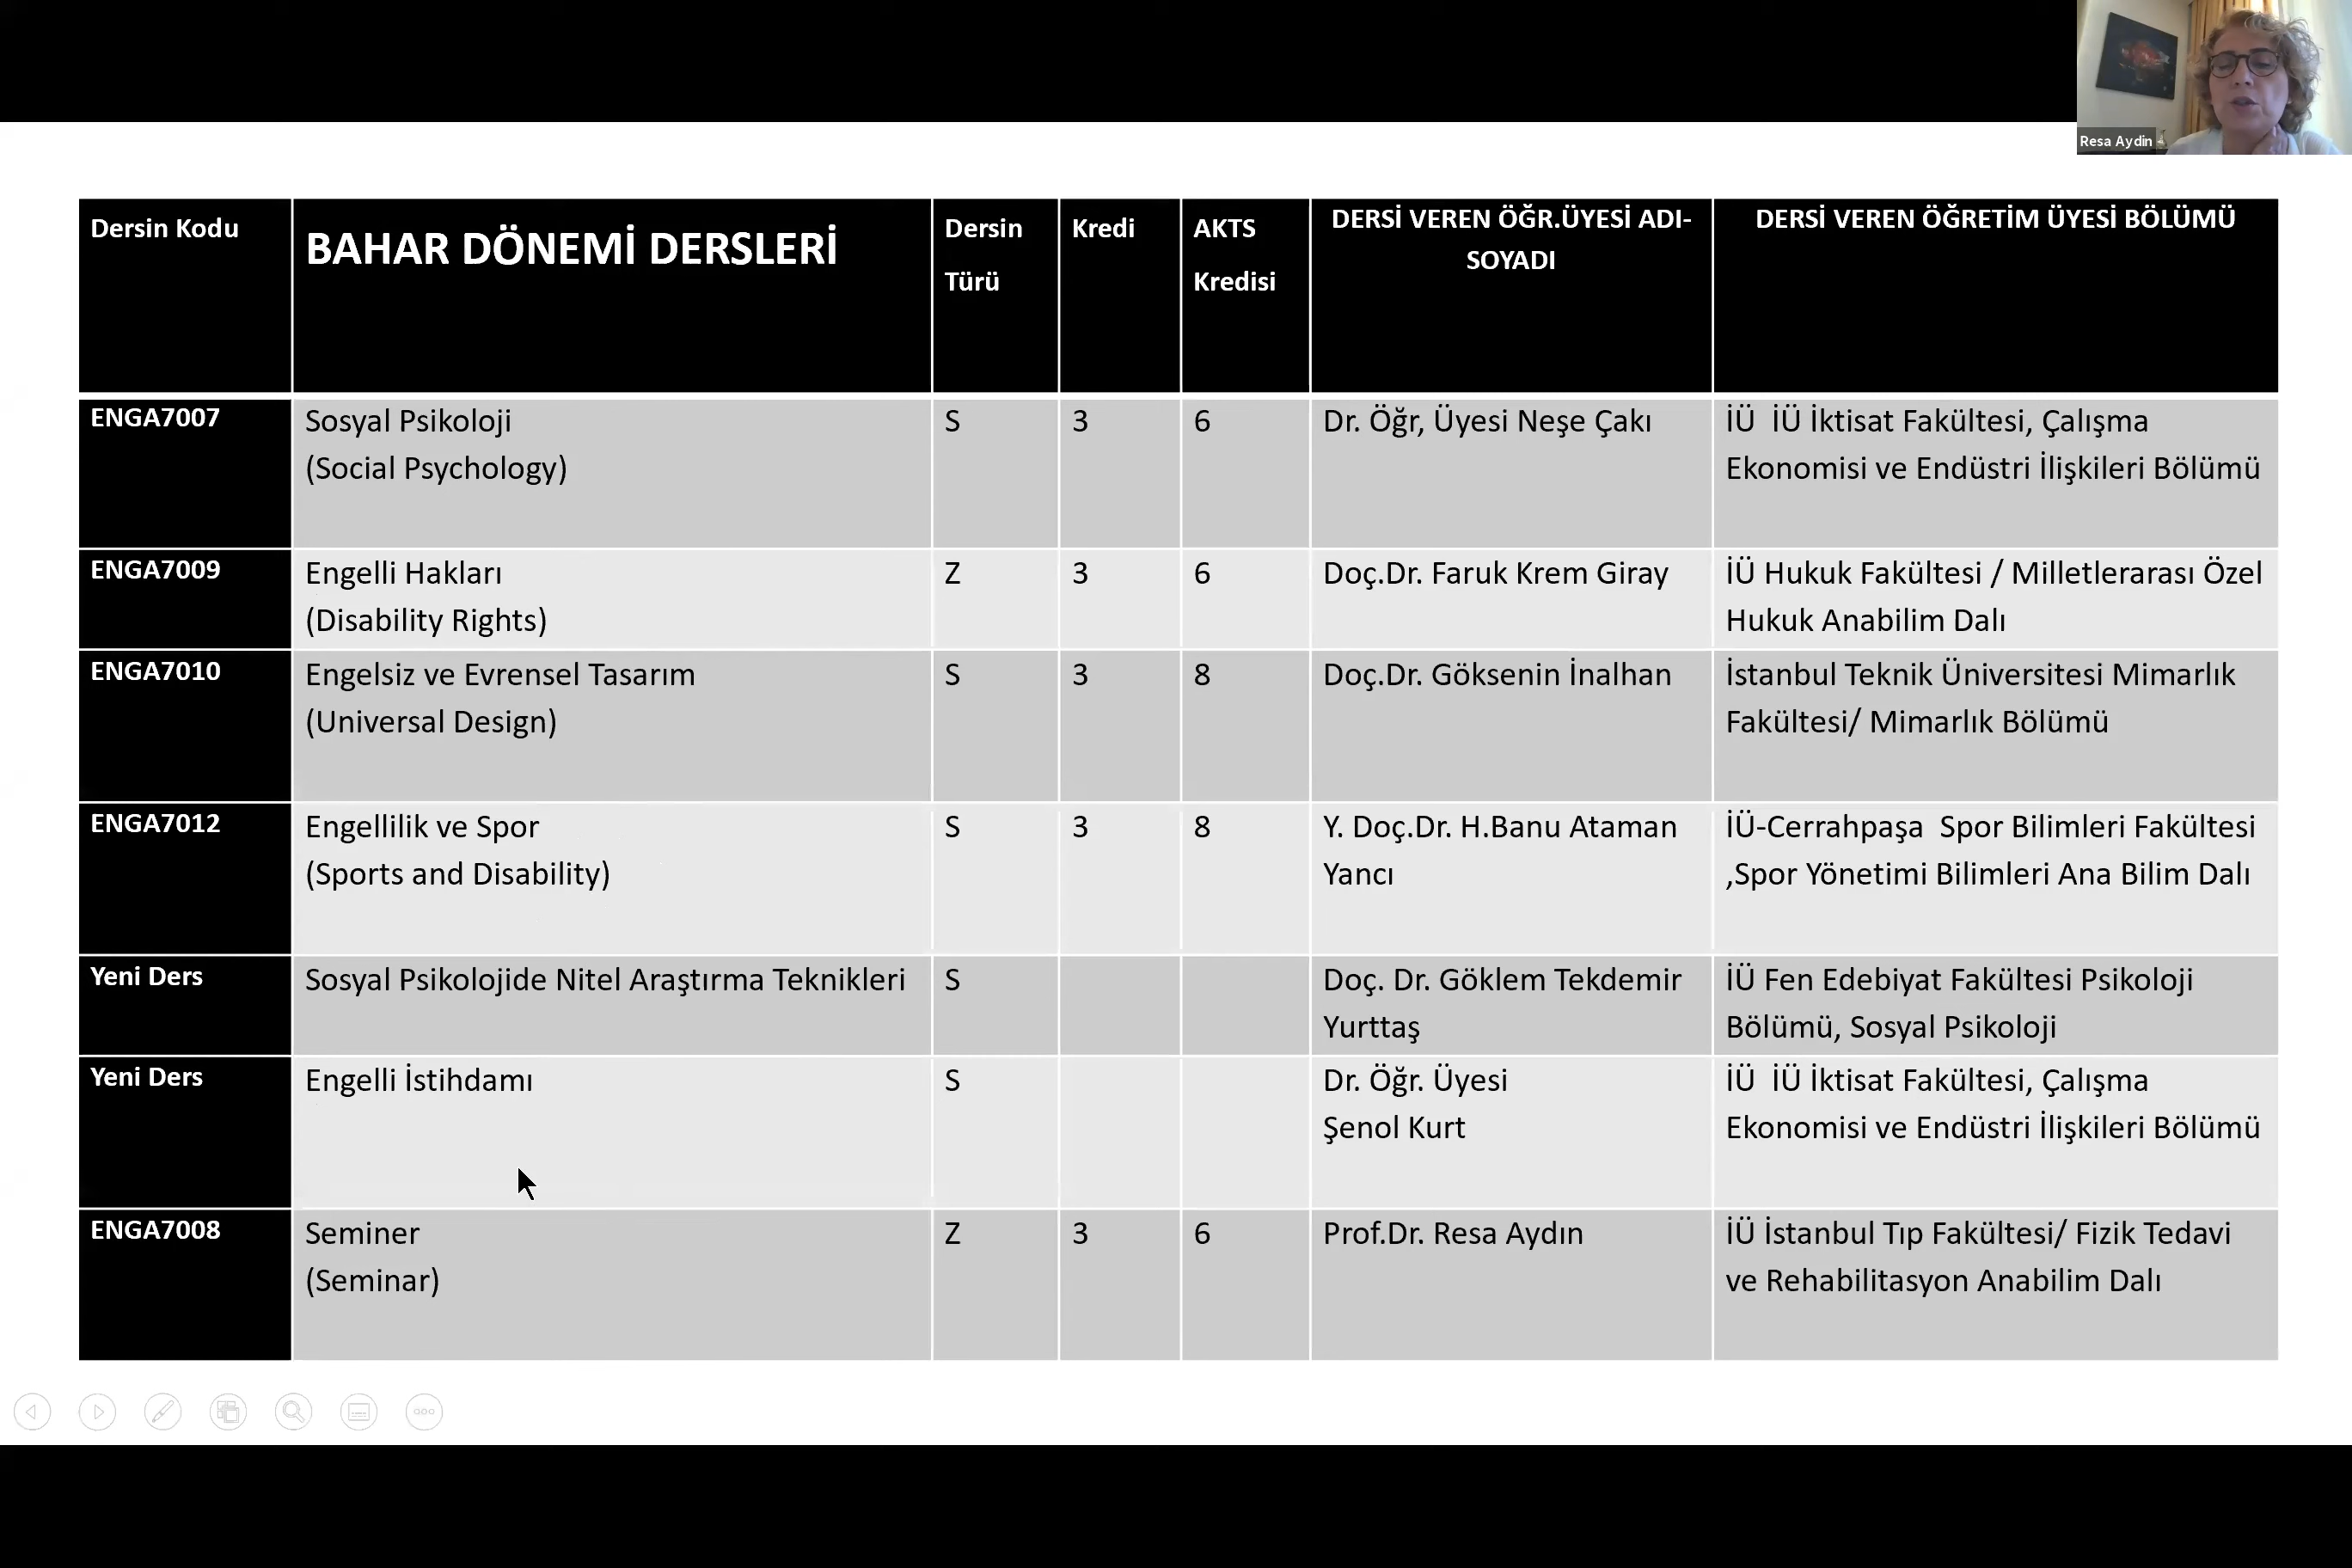 Resa Aydin
Dersin Kodu
BAHAR DÖNEMİ DERSLERİ
Dersin
Türü
Kredi
AKTS
Kredisi
DERSİ VEREN ÖĞR.ÜYESİ ADI-
SOYADI
DERSİ VEREN ÖĞRETİM ÜYESİ BÖLÜMÜ
ENGA7007
Sosyal Psikoloji
(Social Psychology)
S
3
6
Dr. Öğr, Üyesi Neşe Çakı
İÜ  İÜ İktisat Fakültesi, Çalışma
Ekonomisi ve Endüstri İlişkileri Bölümü
ENGA7009
Engelli Hakları
(Disability Rights)
Z
3
6
Doç.Dr. Faruk Krem Giray
İÜ Hukuk Fakültesi / Milletlerarası Özel
Hukuk Anabilim Dalı
ENGA7010
Engelsiz ve Evrensel Tasarım
(Universal Design)
S
3
8
Doç.Dr. Göksenin İnalhan
İstanbul Teknik Üniversitesi Mimarlık
Fakültesi/ Mimarlık Bölümü
ENGA7012
Engellilik ve Spor
(Sports and Disability)
S
3
8
Y. Doç.Dr. H.Banu Ataman
Yancı
İÜ-Cerrahpaşa  Spor Bilimleri Fakültesi
,Spor Yönetimi Bilimleri Ana Bilim Dalı
Yeni Ders
Sosyal Psikolojide Nitel Araştırma Teknikleri
S
Doç. Dr. Göklem Tekdemir
Yurttaş
İÜ Fen Edebiyat Fakültesi Psikoloji
Bölümü, Sosyal Psikoloji
Yeni Ders
Engelli İstihdamı
S
Dr. Öğr. Üyesi
Şenol Kurt
İÜ  İÜ İktisat Fakültesi, Çalışma
Ekonomisi ve Endüstri İlişkileri Bölümü
ENGA7008
Seminer
(Seminar)
Z
3
6
Prof.Dr. Resa Aydın
İÜ İstanbul Tıp Fakültesi/ Fizik Tedavi
ve Rehabilitasyon Anabilim Dalı